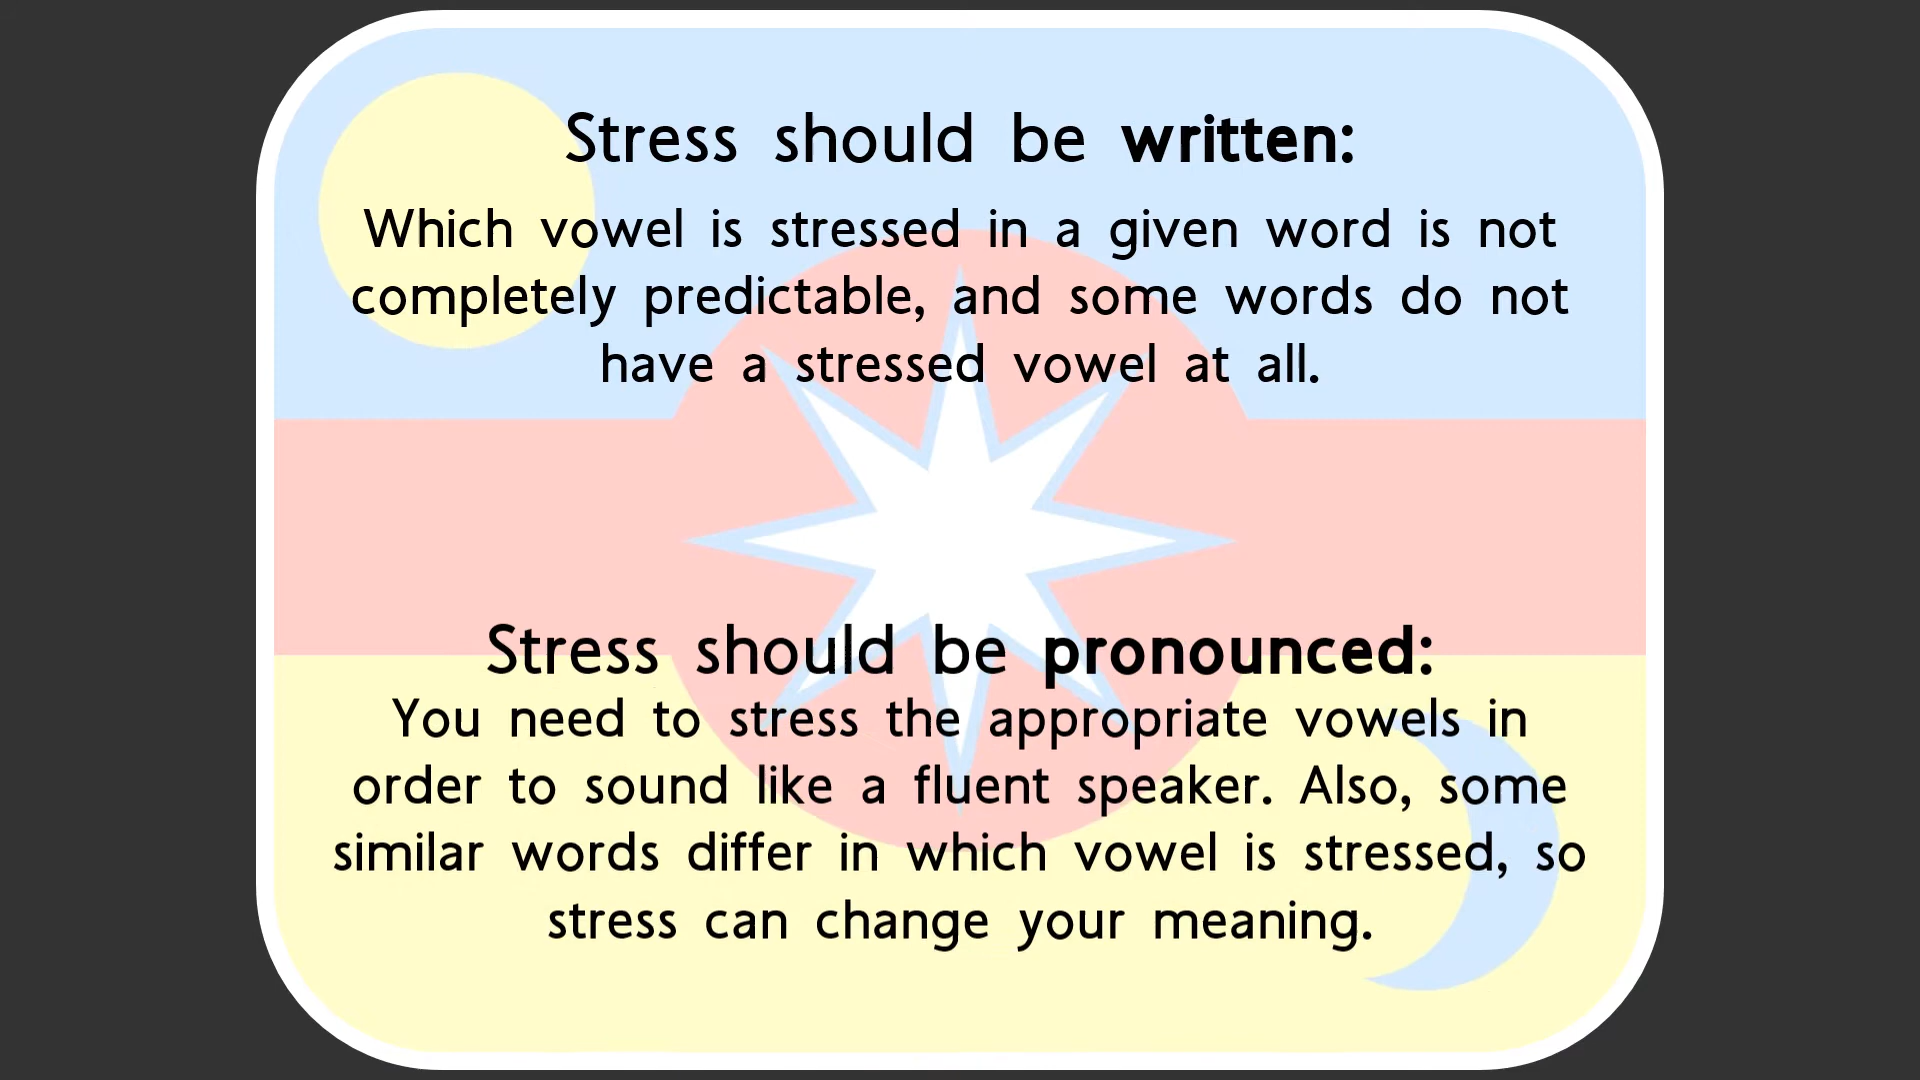 Stress should be written:
Which vowel is stressed in a given word is not
completely predictable, and some words do not
have a stressed vowel at all.
Stress should be pronounced:
You need to stress the appropriate vowels in
order to sound like a fluent speaker. Also, some
similar words differ in which vowel is stressed, so
stress can change your meaning.